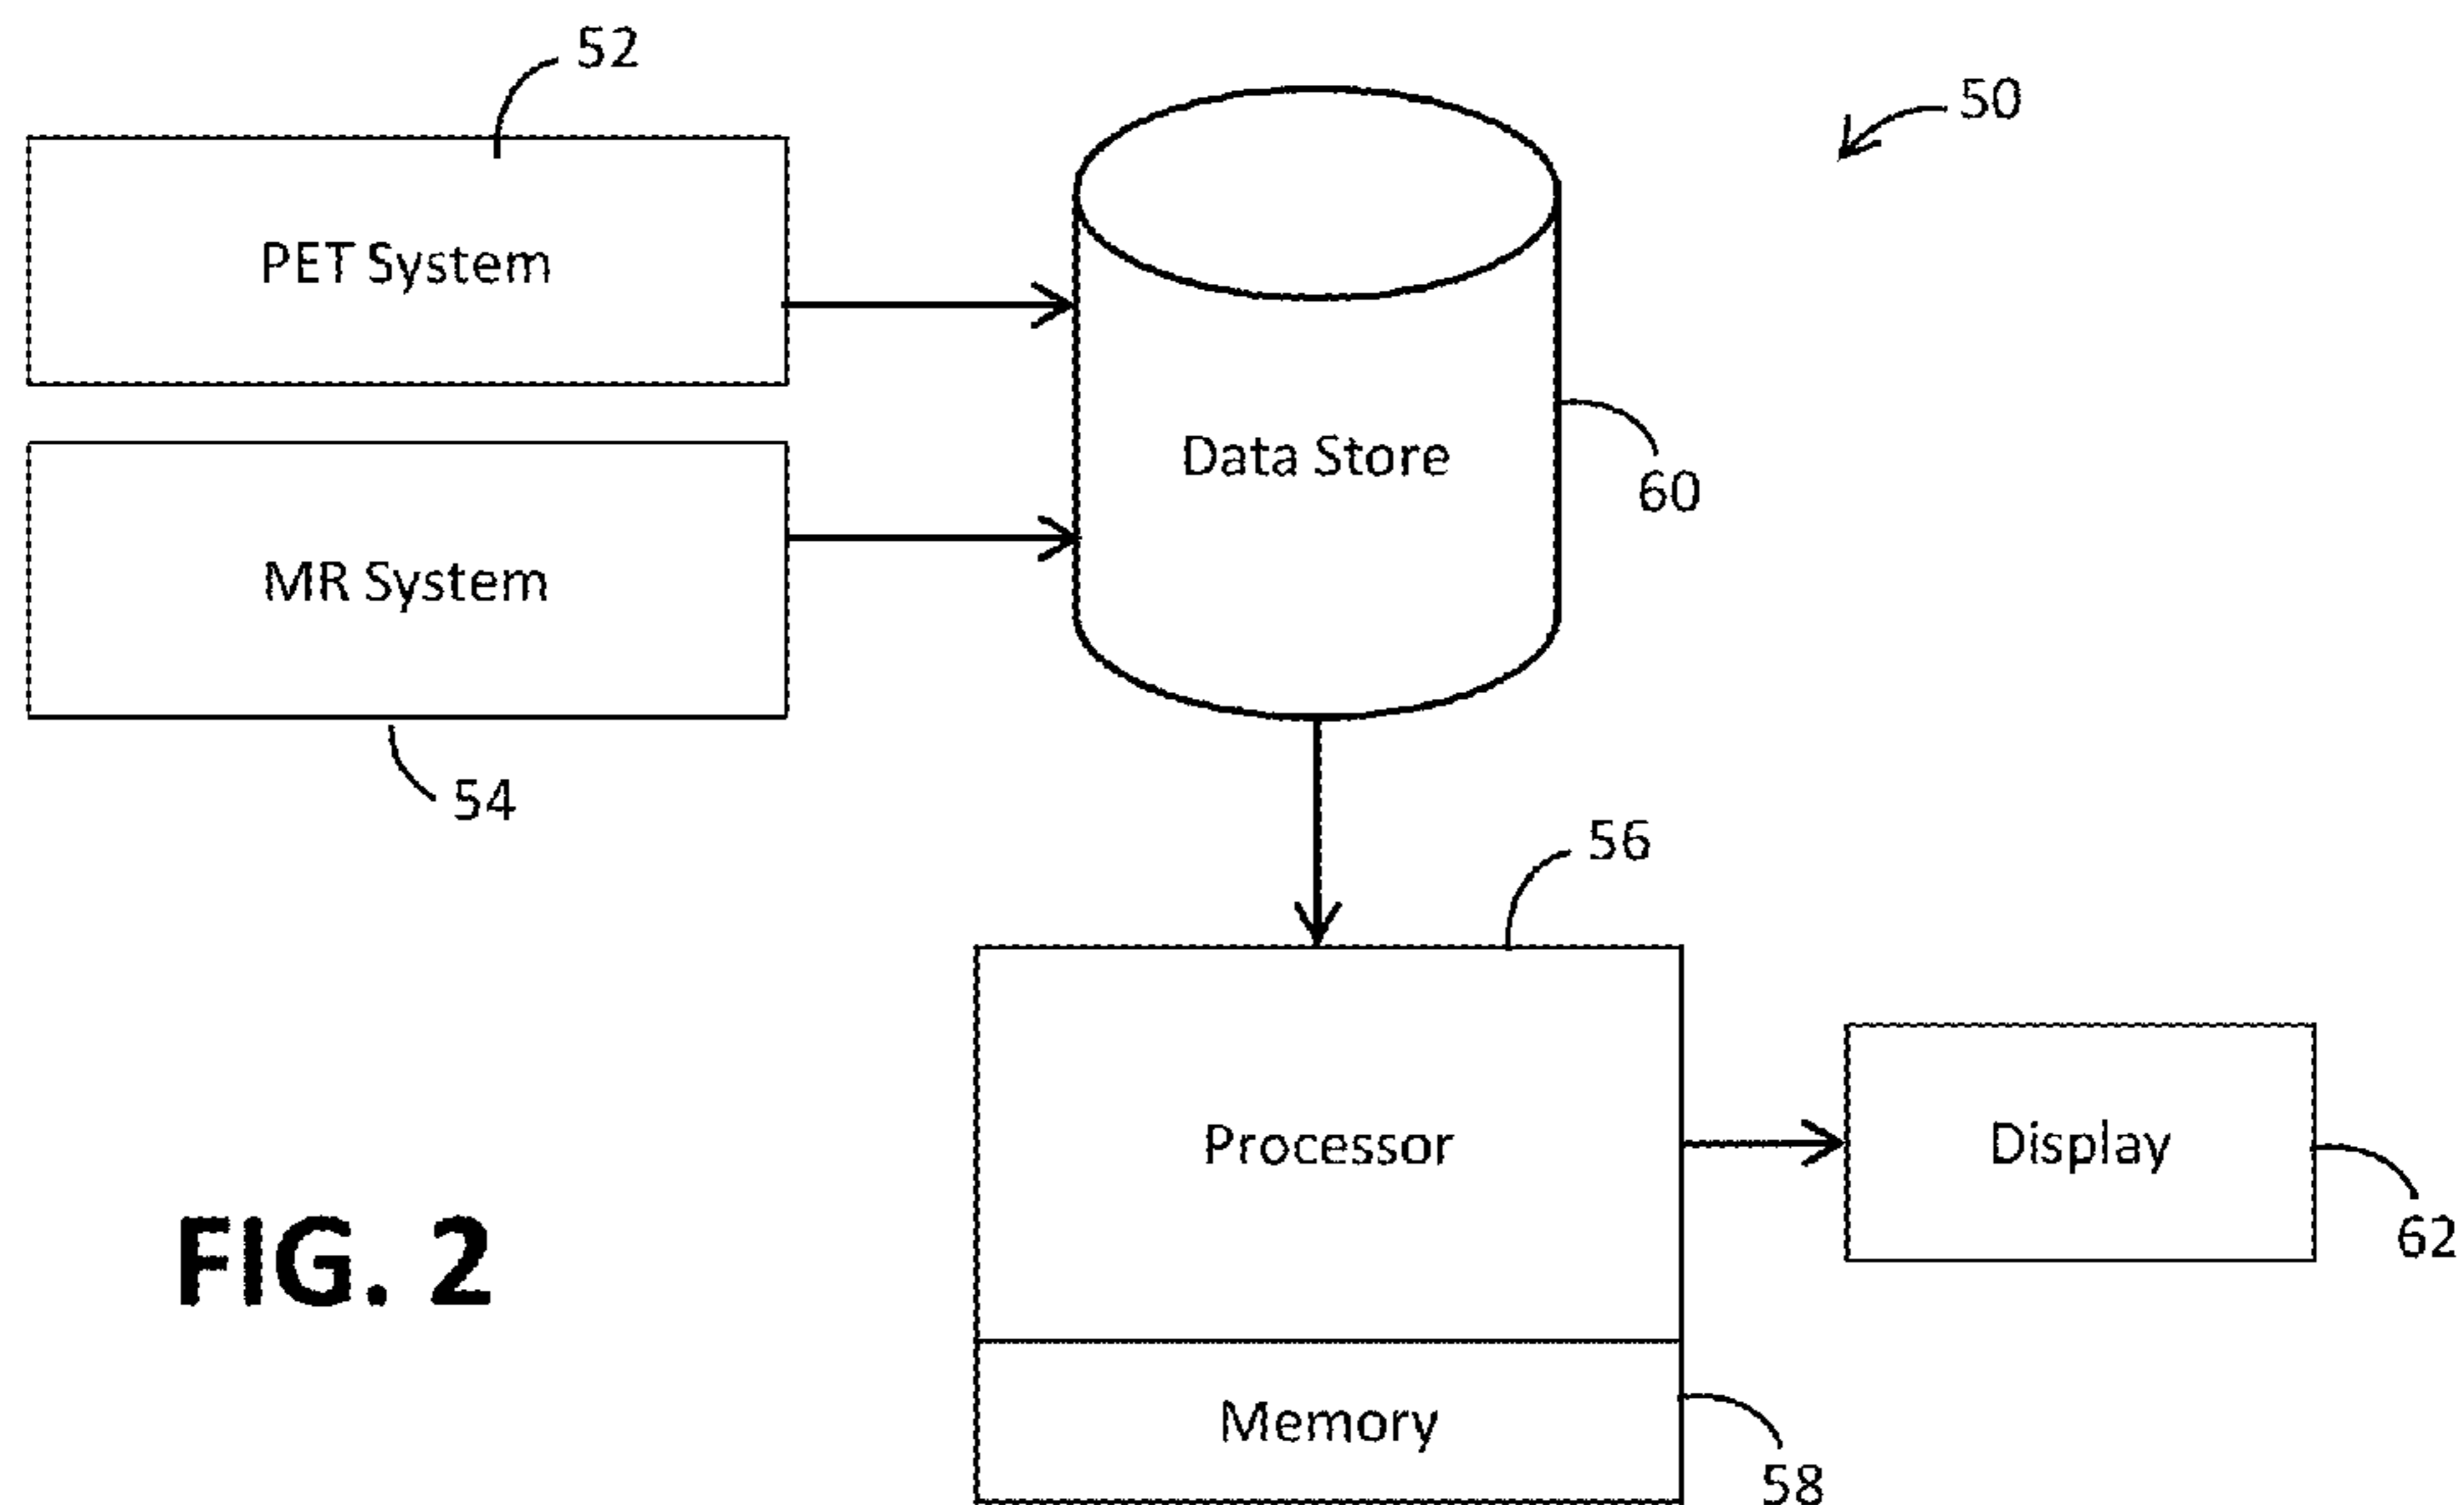 52
50
PET System
Data Store
60
MR System
54
56
Processor
Display
62
FIG. 2
Memory
58